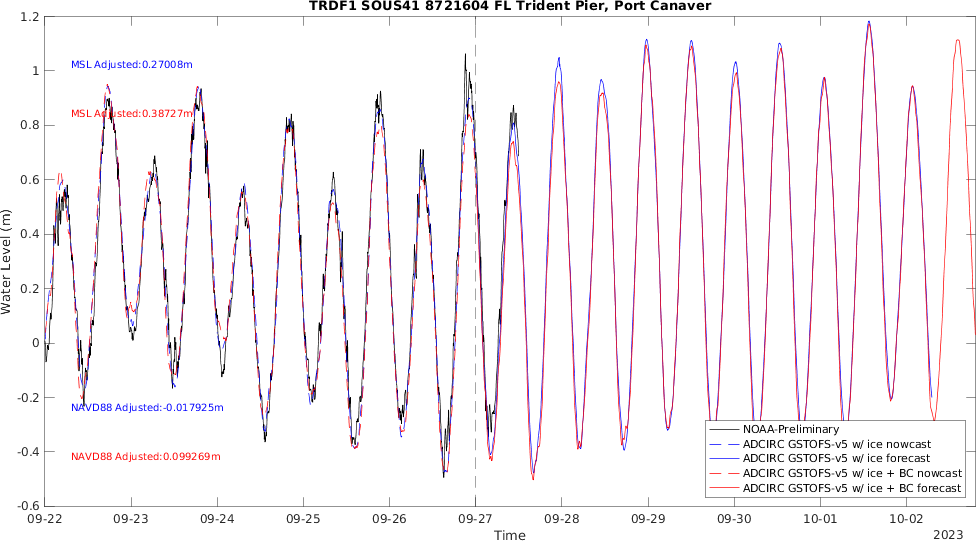 TRDF1 SOUS41 8721604 FL Trident Pier, Port Canaver
1.2
1
0.8
0.6
0.4
0.2
0
-0.2
-0.4
-0.6
Water Level (m)
MSL Adjusted:0.27008m
MSL Adjusted:0.38727m
NAVD88 Adjusted:-0.017925m
NAVD88 Adjusted:0.099269m
NOAA-Preliminary
ADCIRC GSTOFS-v5 w/ ice nowcast
ADCIRC GSTOFS-v5 w/ ice forecast
ADCIRC GSTOFS-v5 w/ ice + BC nowcast
ADCIRC GSTOFS-v5 w/ ice + BC forecast
09-22 09-23 09-24 09-25 09-26 09-27 09-28 09-29 09-30 10-01 10-02
Time
2023